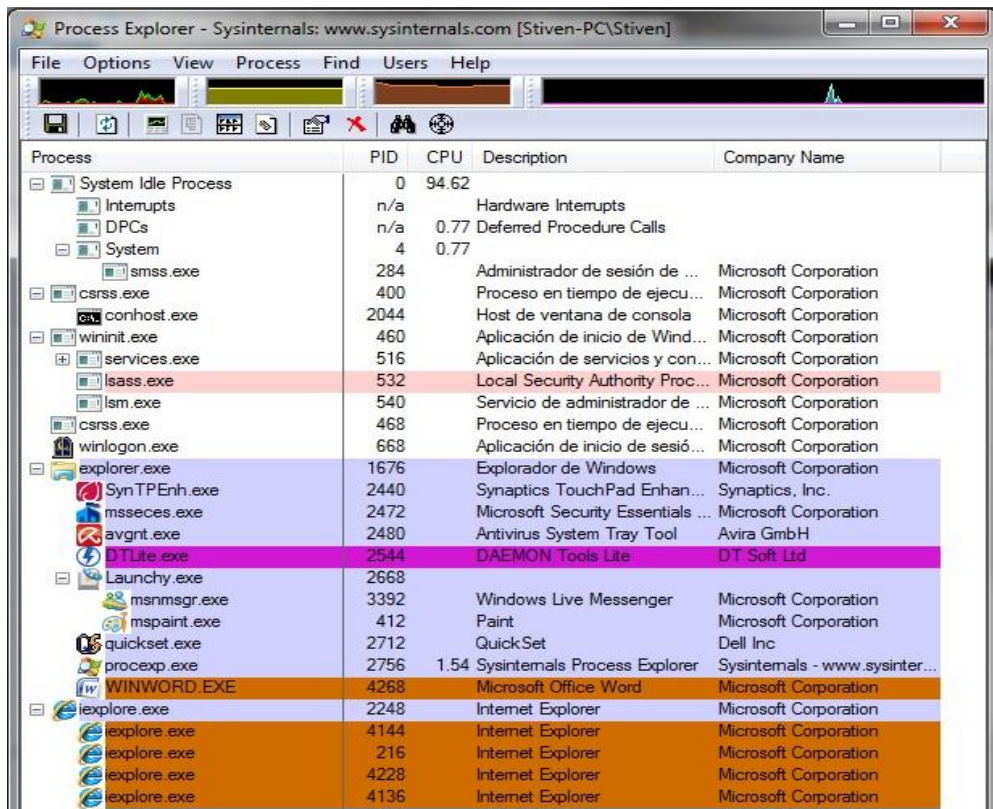 Process Explorer - Sysinternals: www.sysinternals.com [Stiven-PC\Stiven]
File Options View Process Find Users Help
Process PID CPU Description Company Name
System Idle Process 0 94.62
Interrupts n/a Hardware Interrupts
DPCs n/a 0.77 Deferred Procedure Calls
System 4 0.77
smss.exe 284 Administrador de sesión de ... Microsoft Corporation
csrss.exe 400 Proceso en tiempo de ejecu... Microsoft Corporation
conhost.exe 2044 Host de ventana de consola Microsoft Corporation
wininit.exe 460 Aplicación de inicio de Wind... Microsoft Corporation
services.exe 516 Aplicación de servicios y con... Microsoft Corporation
lsass.exe 532 Local Security Authority Proc... Microsoft Corporation
lsm.exe 540 Servicio de administrador de ... Microsoft Corporation
csrss.exe 468 Proceso en tiempo de ejecu... Microsoft Corporation
winlogon.exe 668 Aplicación de inicio de sesió... Microsoft Corporation
explorer.exe 1676 Explorador de Windows Microsoft Corporation
SynTPEnh.exe 2440 Synaptics TouchPad Enhan... Synaptics, Inc.
msseces.exe 2472 Microsoft Security Essentials ... Microsoft Corporation
avgnt.exe 2480 Antivirus System Tray Tool Avira GmbH
DTLite.exe 2544 DAEMON Tools Lite DT Soft Ltd
Launchy.exe 2668
msnmsgr.exe 3392 Windows Live Messenger Microsoft Corporation
mspaint.exe 412 Paint Microsoft Corporation
quickset.exe 2712 QuickSet Dell Inc
procexp.exe 2756 1.54 Sysinternals Process Explorer Sysinternals - www.sysinter...
WINWORD.EXE 4268 Microsoft Office Word Microsoft Corporation
iexplore.exe 2248 Internet Explorer Microsoft Corporation
iexplore.exe 4144 Internet Explorer Microsoft Corporation
iexplore.exe 216 Internet Explorer Microsoft Corporation
iexplore.exe 4228 Internet Explorer Microsoft Corporation
iexplore.exe 4136 Internet Explorer Microsoft Corporation